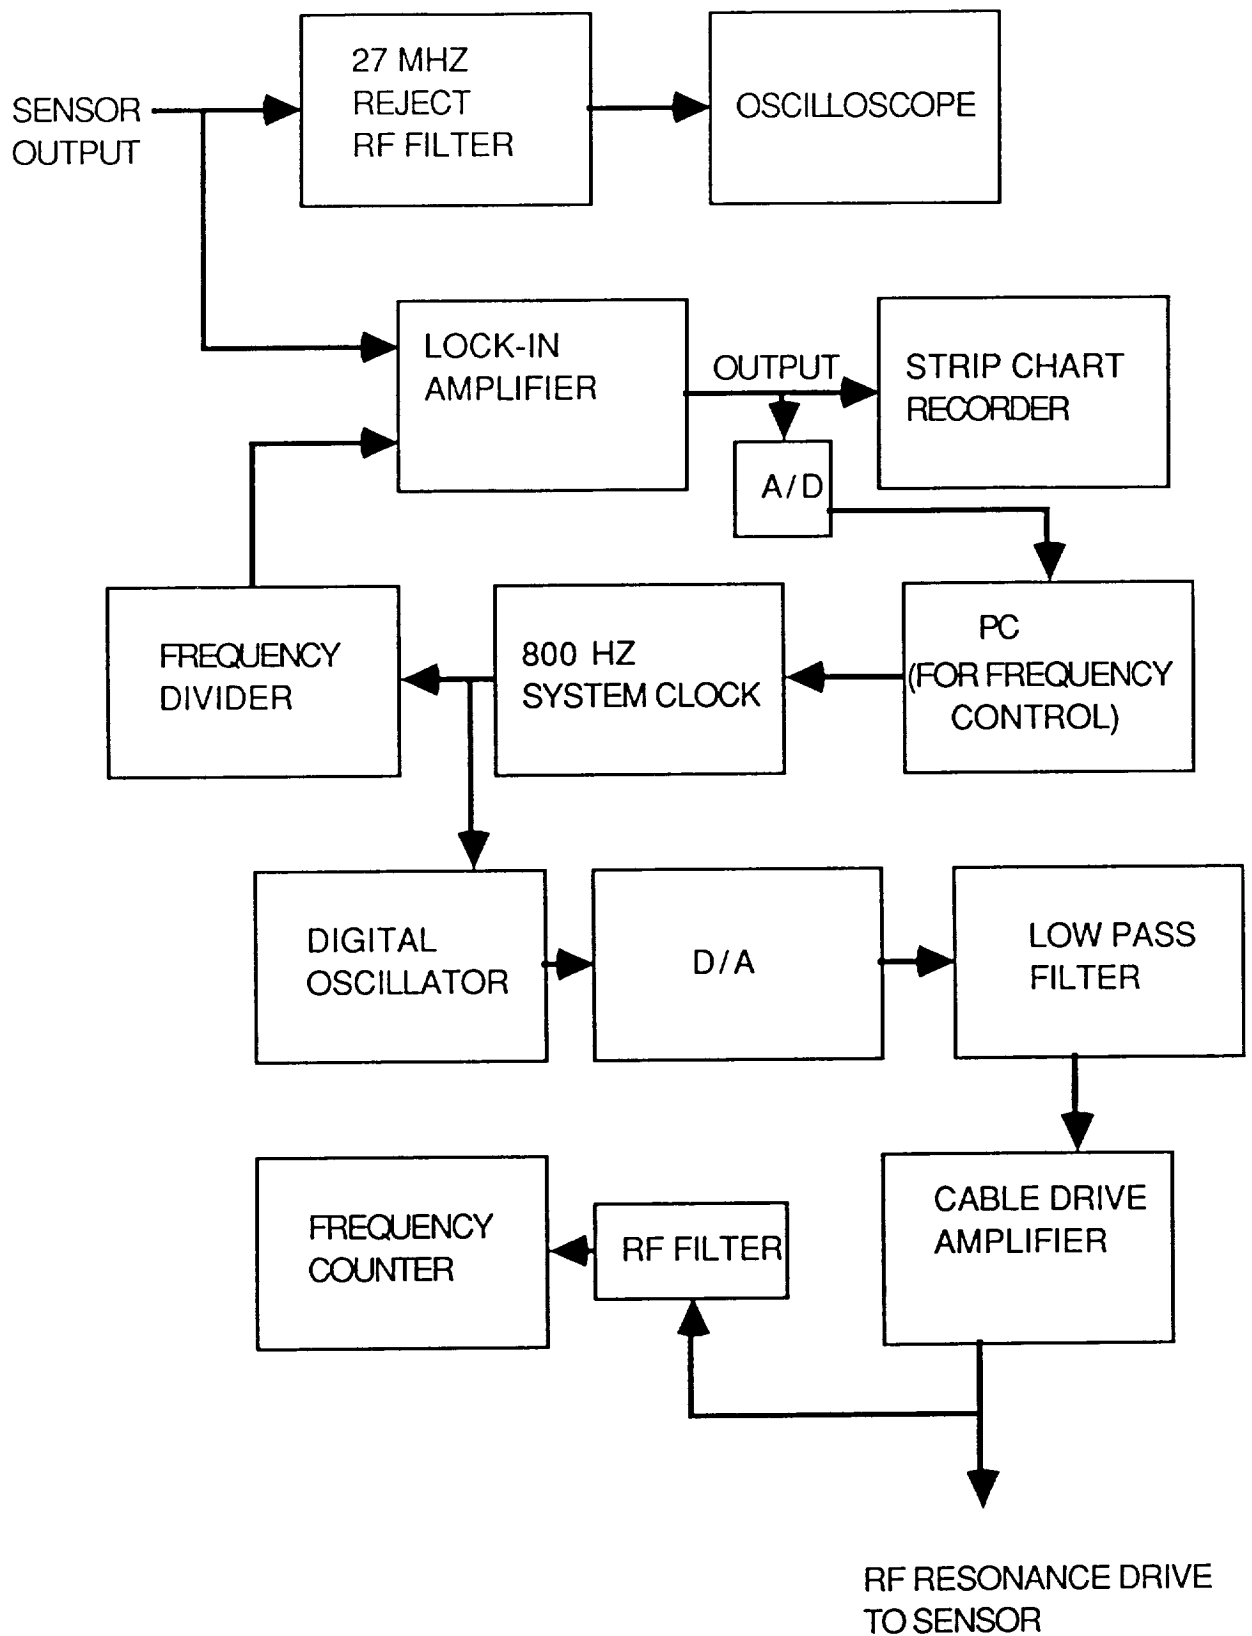 SENSOR
OUTPUT
27 MHZ
REJECT
RF FILTER
OSCILLOSCOPE
LOCK-IN
AMPLIFIER
OUTPUT
STRIP CHART
RECORDER
A/D
FREQUENCY
DIVIDER
800 HZ
SYSTEM CLOCK
PC
(FOR FREQUENCY
CONTROL)
DIGITAL
OSCILLATOR
D/A
LOW PASS
FILTER
FREQUENCY
COUNTER
RF FILTER
CABLE DRIVE
AMPLIFIER
RF RESONANCE DRIVE
TO SENSOR